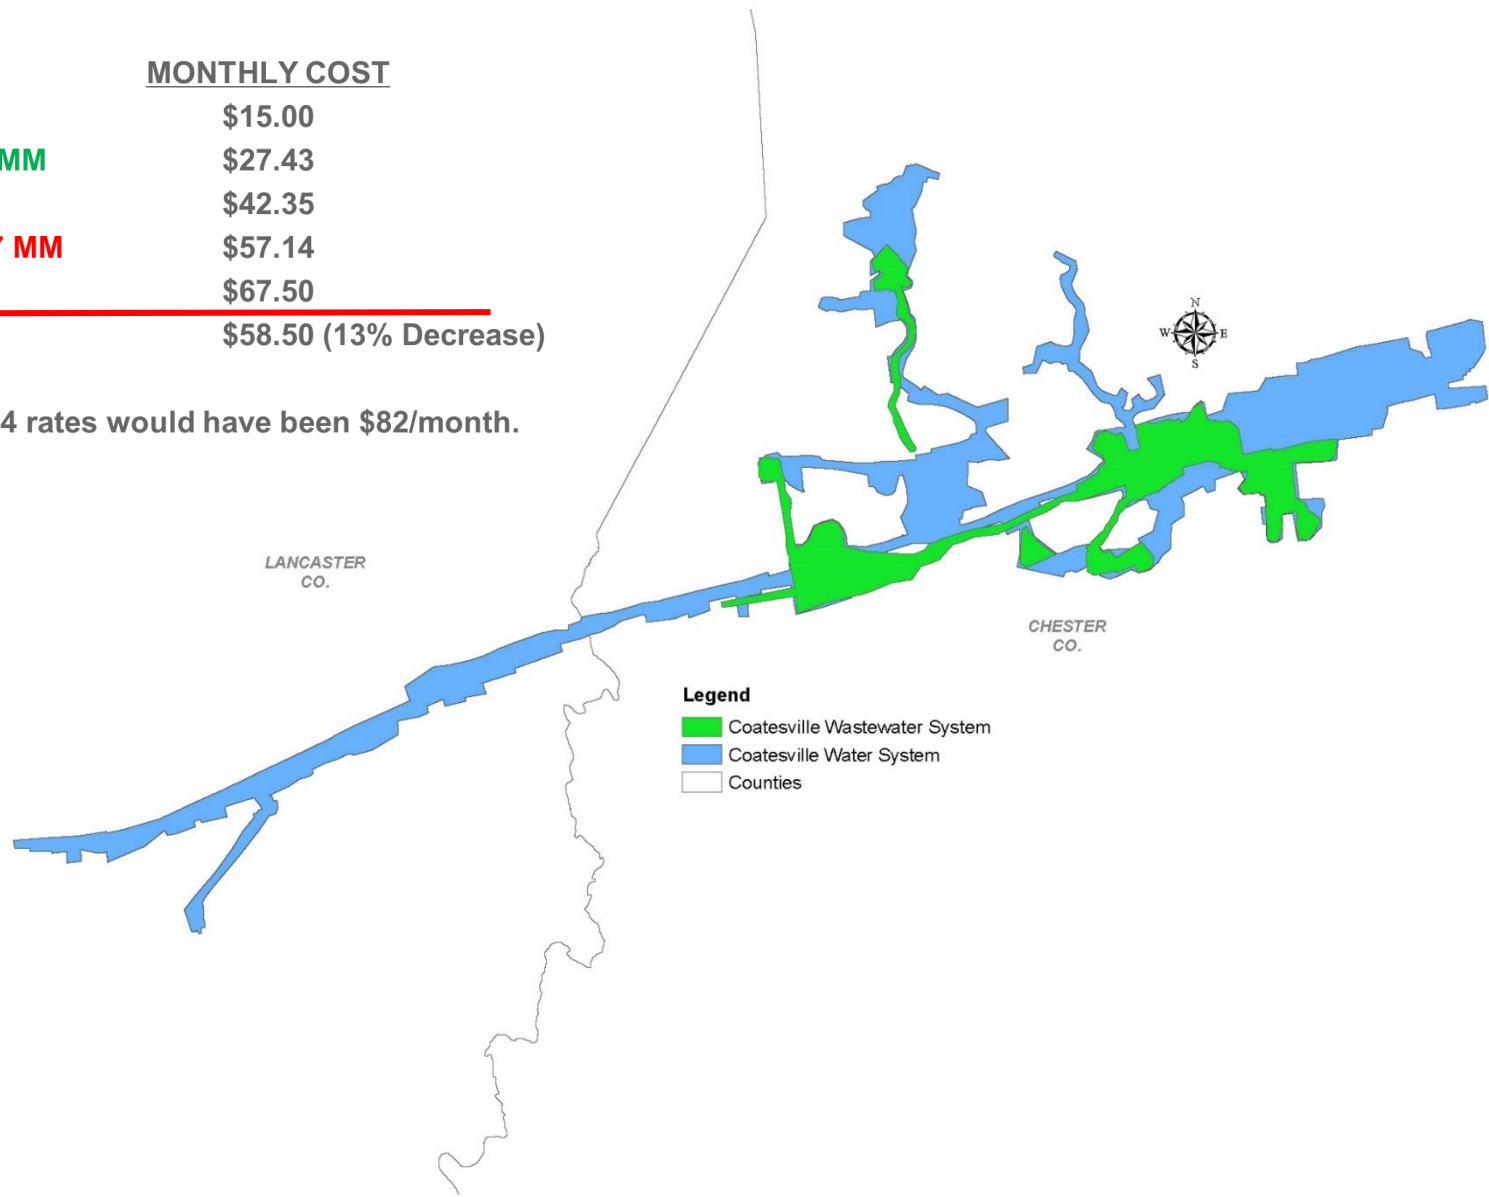 MONTHLY COST
$15.00
MM $27.43
$42.35
7 MM $57.14
$67.50
$58.50 (13% Decrease)
4 rates would have been $82/month.
N
W E
S
LANCASTER
CO.
CHESTER
CO.
Legend
Coatesville Wastewater System
Coatesville Water System
Counties